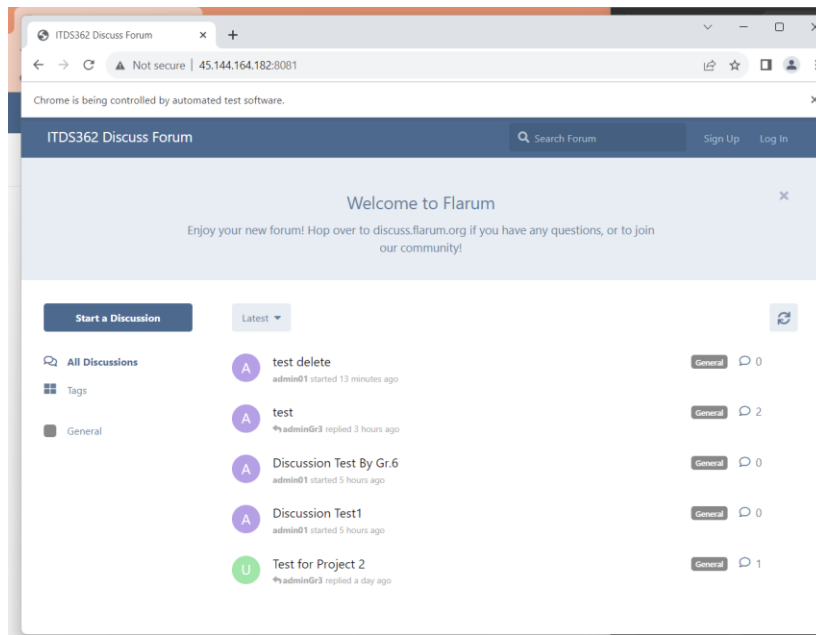 ITDS362 Discuss Forum
Not secure | 45.144.164.182:8081
Chrome is being controlled by automated test software.
ITDS362 Discuss Forum
Search Forum
Sign Up
Log In
Welcome to Flarum
Enjoy your new forum! Hop over to discuss.flarum.org if you have any questions, or to join
our community!
Start a Discussion
Latest
All Discussions
Tags
General
A
test delete
admin01 started 13 minutes ago
General
0
A
test
adminGr3 replied 3 hours ago
General
2
A
Discussion Test By Gr.6
admin01 started 5 hours ago
General
0
A
Discussion Test1
admin01 started 5 hours ago
General
0
U
Test for Project 2
adminGr3 replied a day ago
General
1